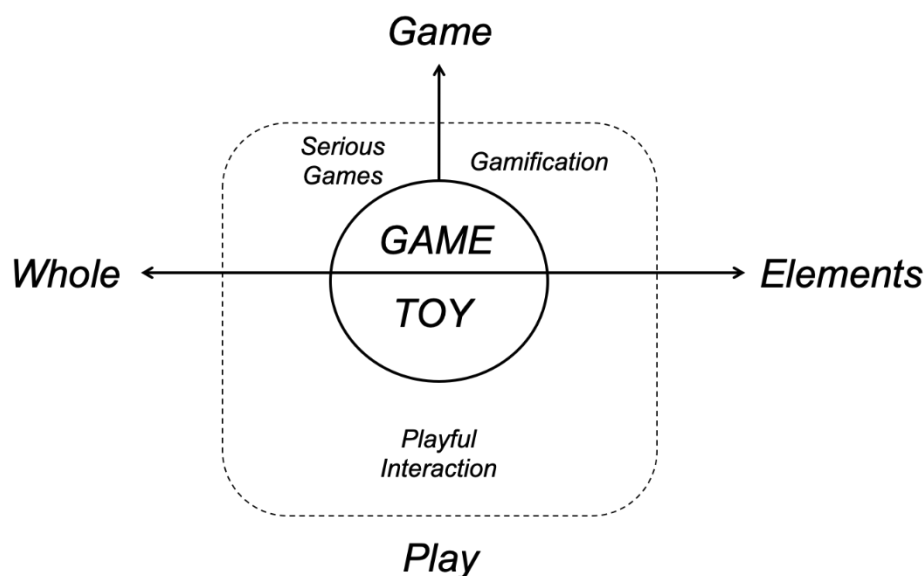 Game
Serious
Games
Gamification
GAME
Whole
Elements
TOY
Playful
Interaction
Play